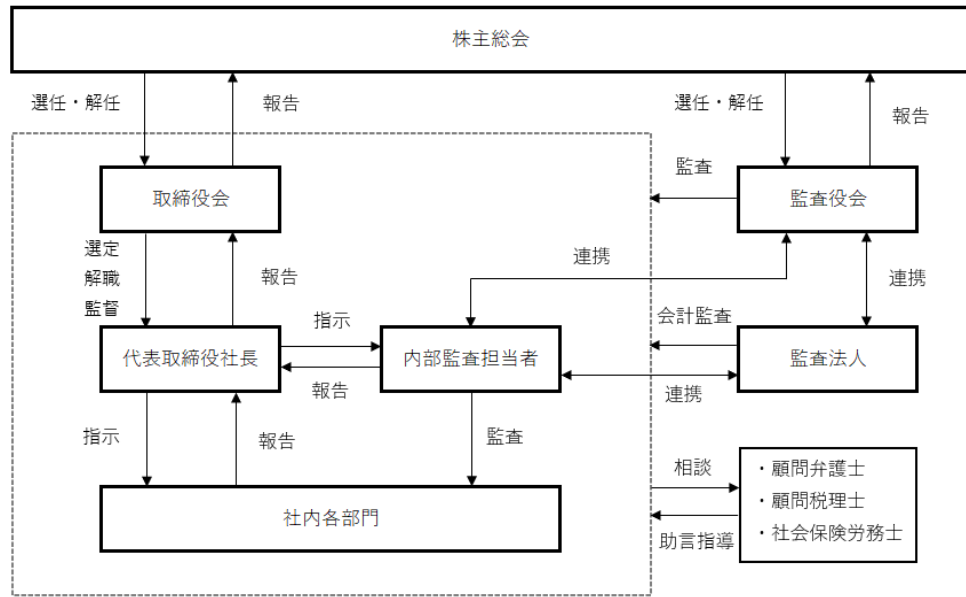 株主総会
選任・解任
報告
選任・解任
報告
取締役会
監査
監査役会
選定
解職
監督
報告
連携
連携
指示
会計監査
代表取締役社長
内部監査担当者
監査法人
報告
連携
指示
報告
監査
相談
・顧問弁護士
・顧問税理士
・社会保険労務士
社内各部門
助言指導